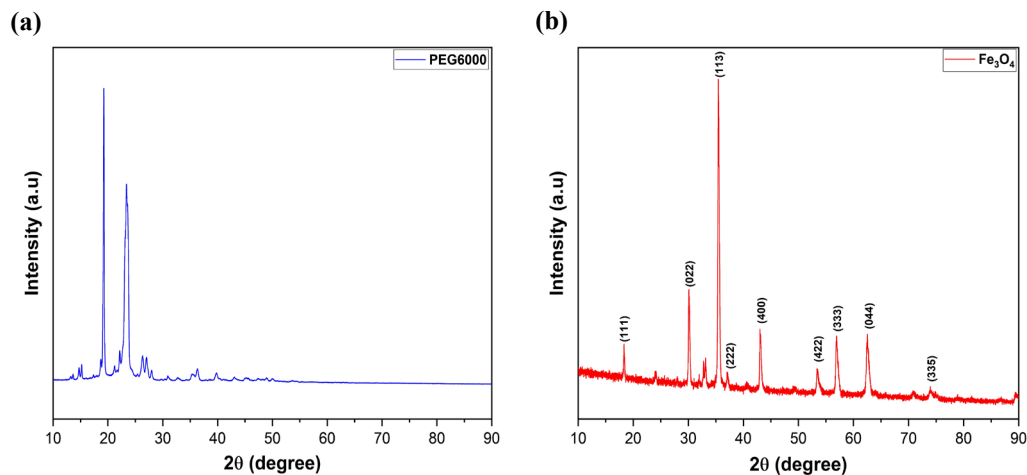 (a)
PEG6000
Intensity (a.u)
10 20 30 40 50 60 70 80 90
2θ (degree)
(b)
Fe₃O₄
Intensity (a.u)
(111)
(022)
(113)
(222)
(400)
(422)
(333)
(044)
(335)
10 20 30 40 50 60 70 80 90
2θ (degree)